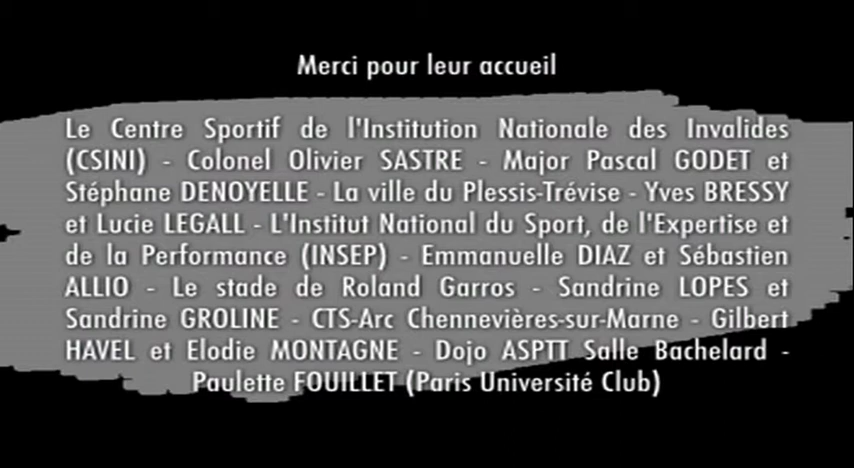 Merci pour leur accueil
Le Centre Sportif de l'Institution Nationale des Invalides
(CSINI) - Colonel Olivier SASTRE - Major Pascal GODET et
Stéphane DENOYELLE - La ville du Plessis-Trévise - Yves BRESSY
et Lucie LEGALL - L'Institut National du Sport, de l'Expertise et
de la Performance (INSEP) - Emmanuelle DIAZ et Sébastien
ALLIO - Le stade de Roland Garros - Sandrine LOPES et
Sandrine GROLINE - CTS-Arc Chennevières-sur-Marne - Gilbert
HAVEL et Elodie MONTAGNE - Dojo ASPTT Salle Bachelard -
Paulette FOUILLET (Paris Université Club)